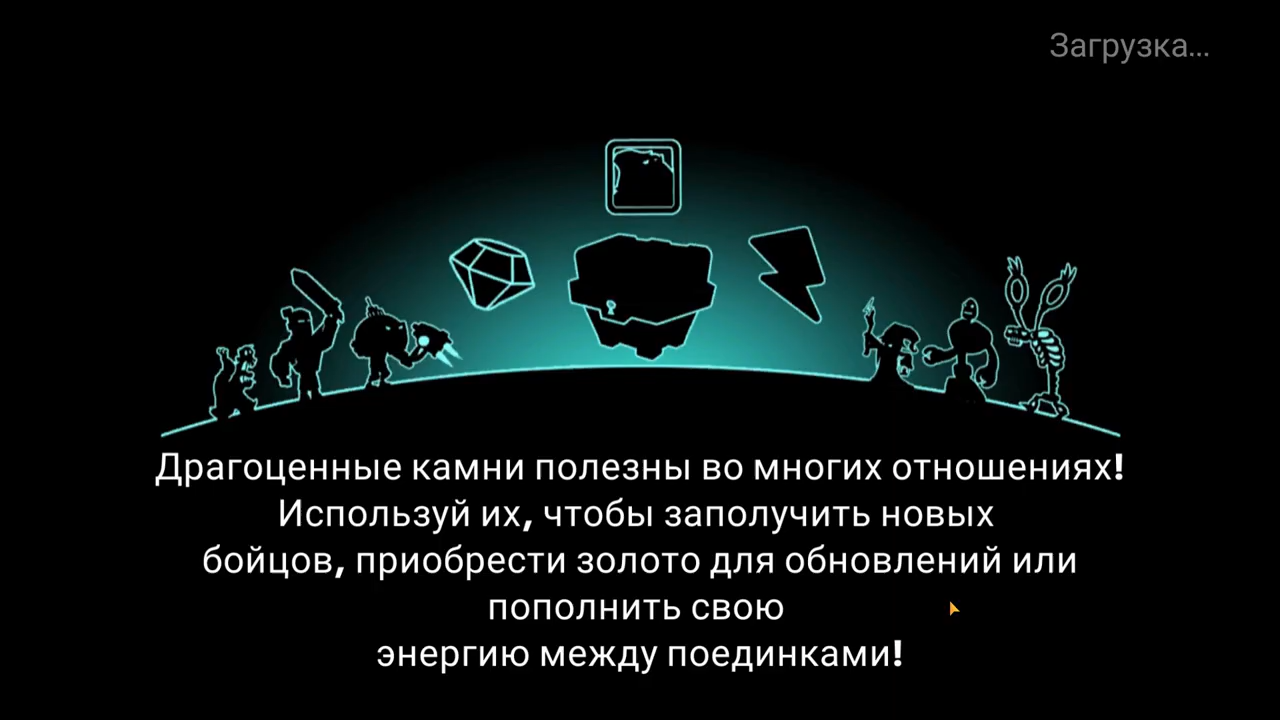 Загрузка...
Драгоценные камни полезны во многих отношениях!
Используй их, чтобы заполучить новых
бойцов, приобрести золото для обновлений или
пополнить свою
энергию между поединками!